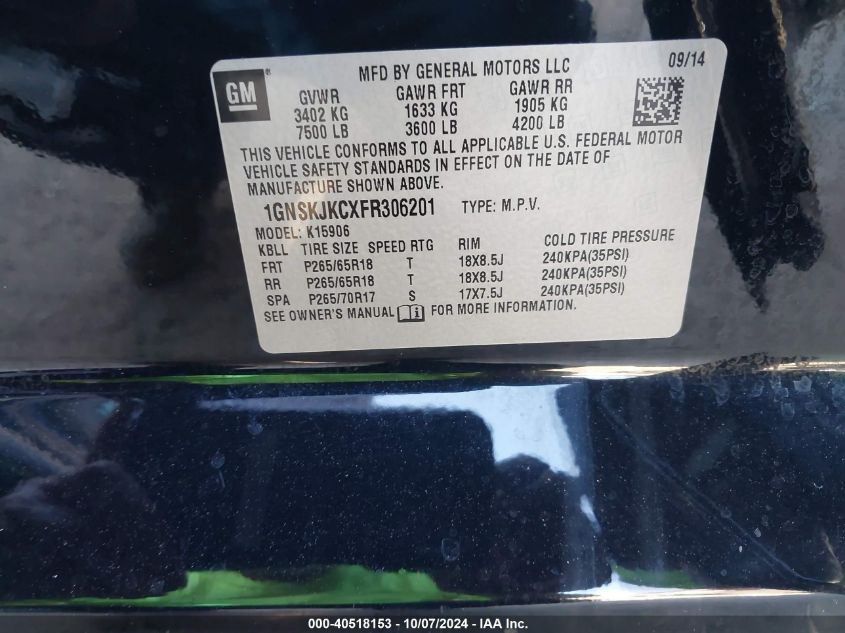 MFD BY GENERAL MOTORS LLC 09/14
GM
GVWR GAWR FRT GAWR RR
3402 KG 1633 KG 1905 KG
7500 LB 3600 LB 4200 LB
THIS VEHICLE CONFORMS TO ALL APPLICABLE U.S. FEDERAL MOTOR
VEHICLE SAFETY STANDARDS IN EFFECT ON THE DATE OF
MANUFACTURE SHOWN ABOVE.
1GNSKJKCXFR306201 TYPE: M.P.V.
MODEL: K15906
KBLL TIRE SIZE SPEED RTG RIM COLD TIRE PRESSURE
FRT P265/65R18 T 18X8.5J 240KPA(35PSI)
RR P265/65R18 T 18X8.5J 240KPA(35PSI)
SPA P265/70R17 S 17X7.5J 240KPA(35PSI)
SEE OWNER'S MANUAL FOR MORE INFORMATION.
000-40518153 - 10/07/2024 - IAA Inc.